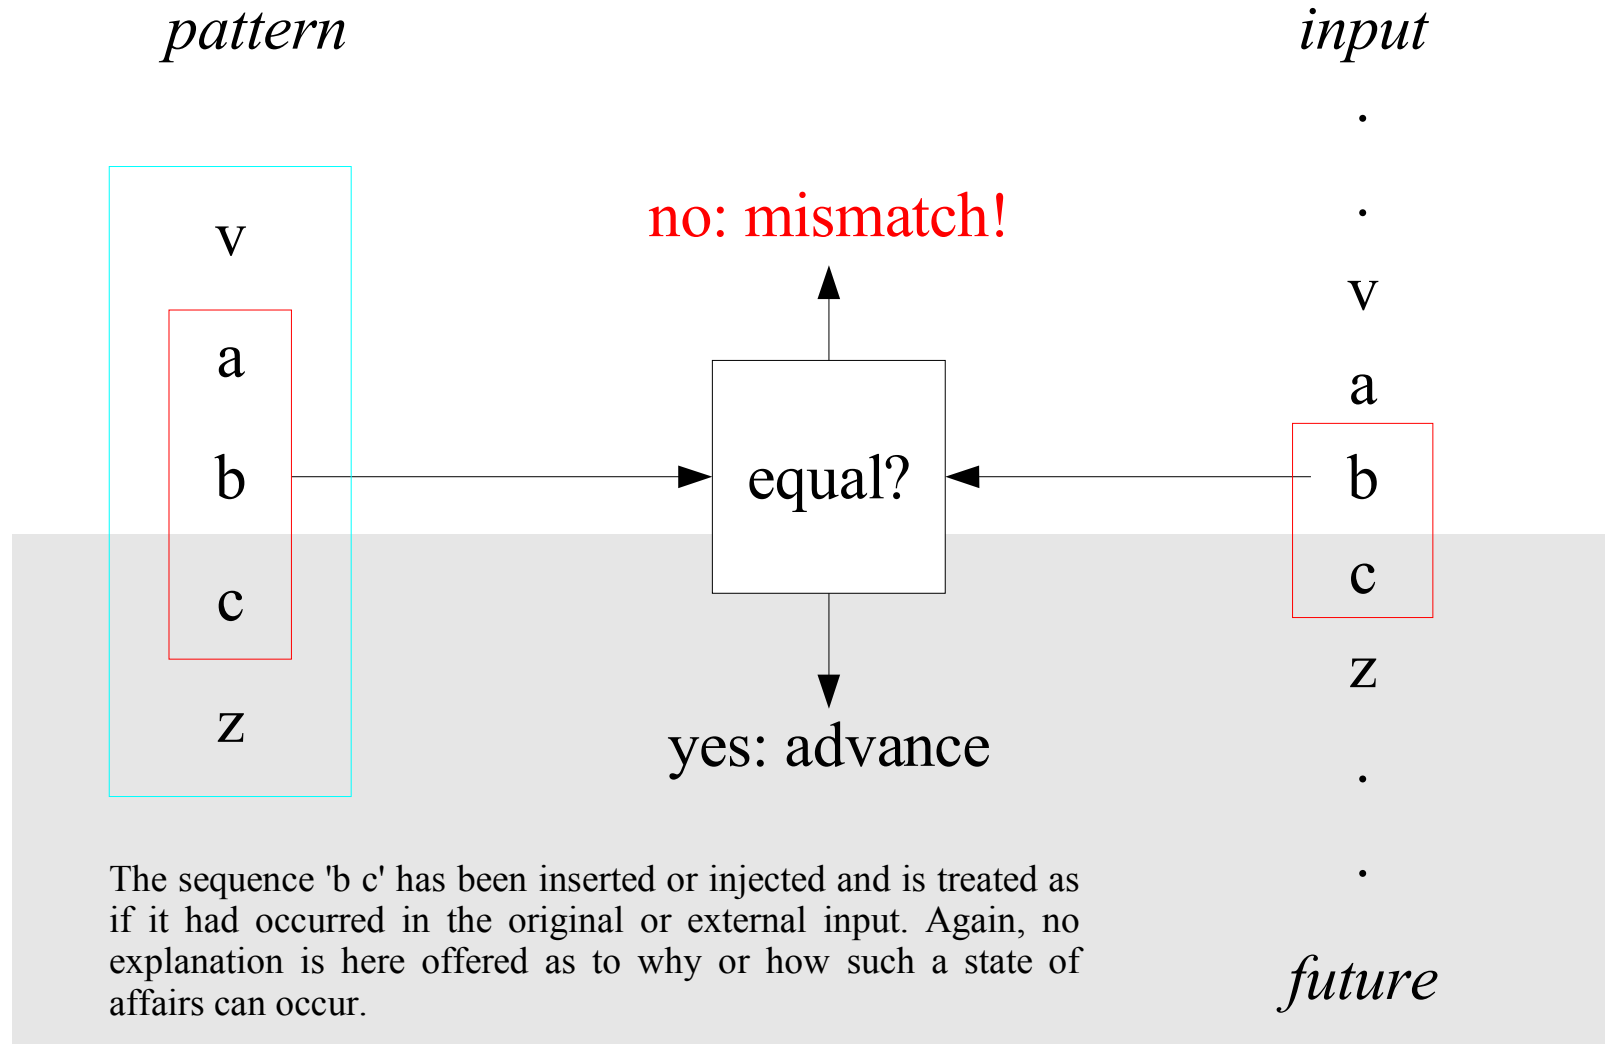 pattern
input
.
.
v
a
b
c
z
no: mismatch!
equal?
yes: advance
v
a
b
c
z
.
.
The sequence 'b c' has been inserted or injected and is treated as
if it had occurred in the original or external input. Again, no
explanation is here offered as to why or how such a state of
affairs can occur.
future